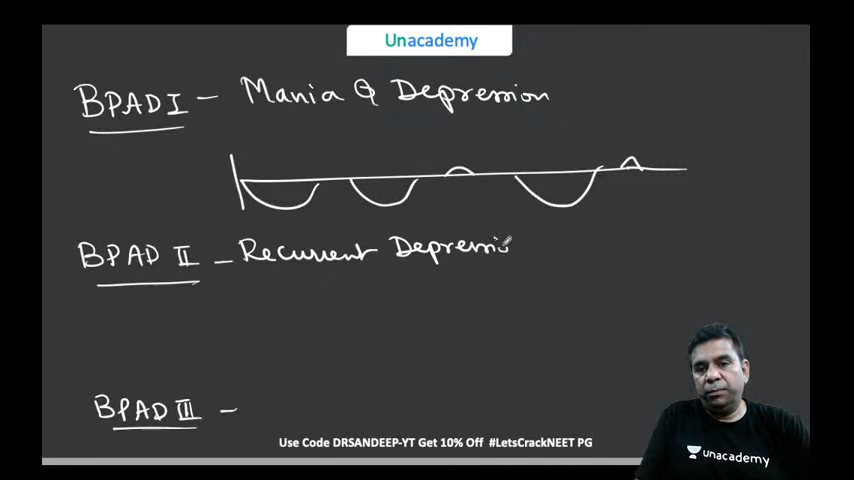 Unacademy
BPAD I - Mania & Depression
BPAD II - Recurrent Depressio
BPAD III -
unacademy
Use Code DRSANDEEP-YT Get 10% Off #LetsCrackNEET PG